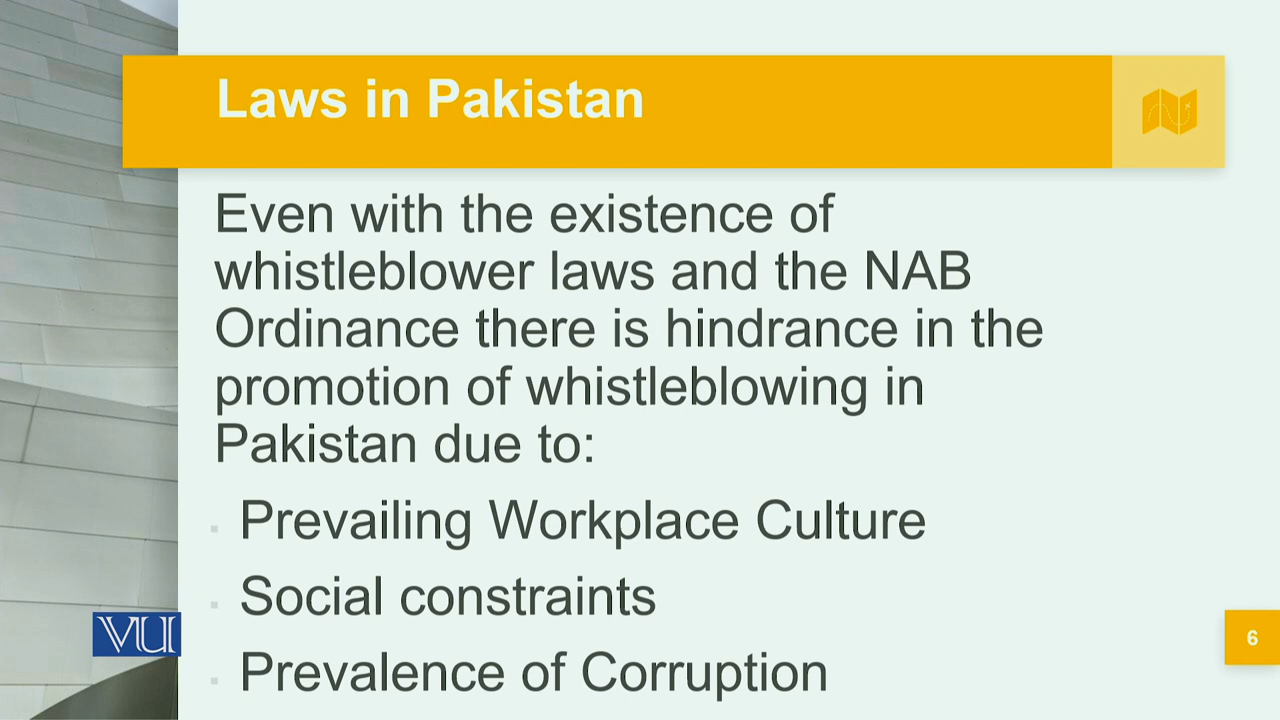 Laws in Pakistan
Even with the existence of
whistleblower laws and the NAB
Ordinance there is hindrance in the
promotion of whistleblowing in
Pakistan due to:
Prevailing Workplace Culture
Social constraints
Prevalence of Corruption
VU
6